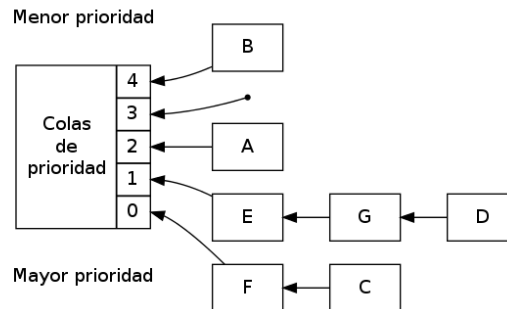 Menor prioridad
B
4
3
Colas
de
prioridad
2
A
1
0
E
G
D
Mayor prioridad
F
C